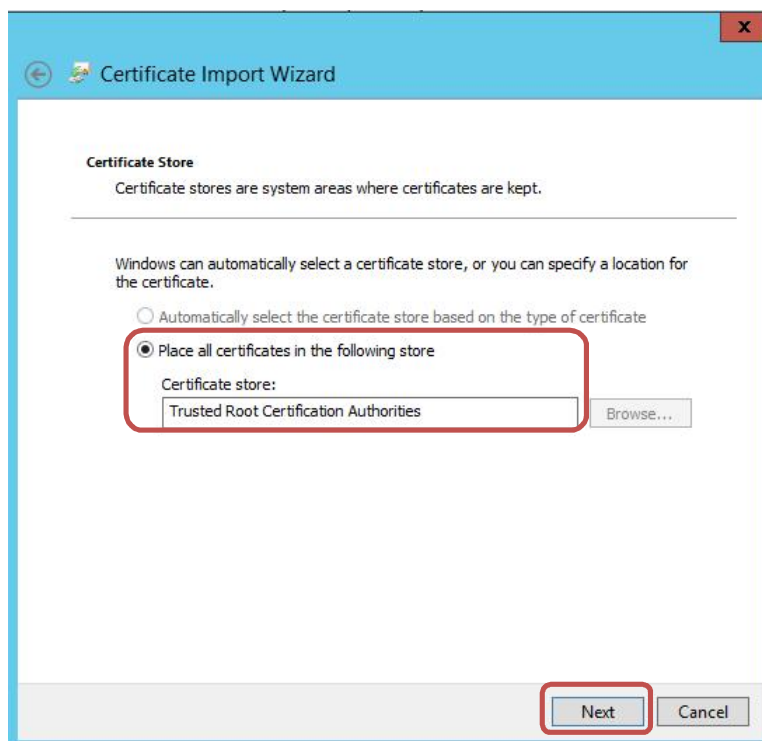 Certificate Import Wizard
Certificate Store
Certificate stores are system areas where certificates are kept.
Windows can automatically select a certificate store, or you can specify a location for
the certificate.
Automatically select the certificate store based on the type of certificate
Place all certificates in the following store
Certificate store:
Trusted Root Certification Authorities
Browse...
Next
Cancel